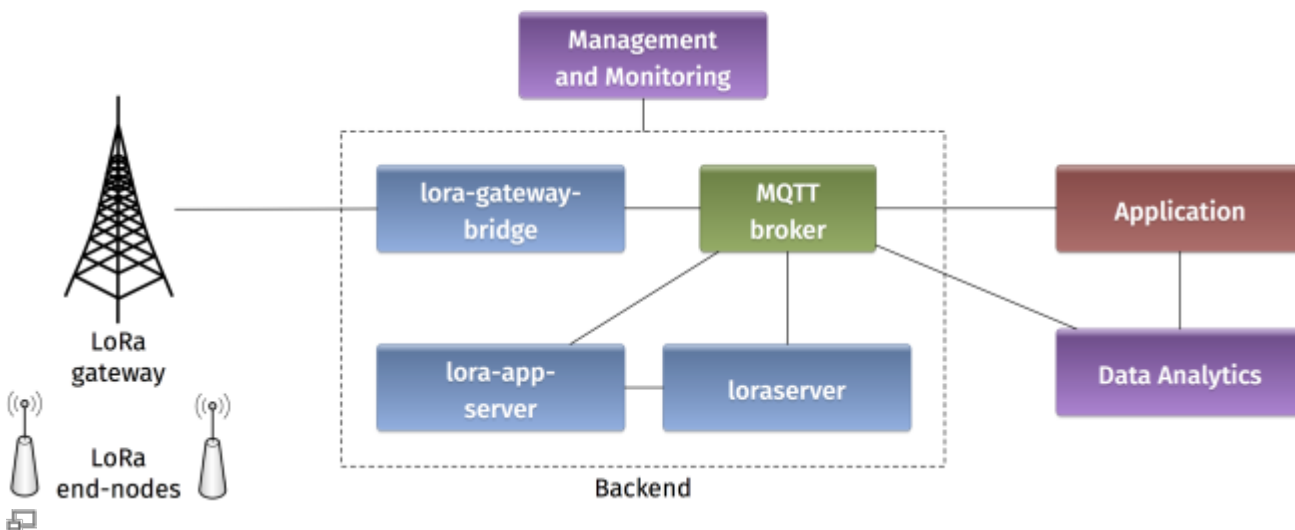 Management
and Monitoring
lora-gateway-
bridge
MQTT
broker
Application
LoRa
gateway
lora-app-
server
loraserver
Data Analytics
LoRa
end-nodes
Backend